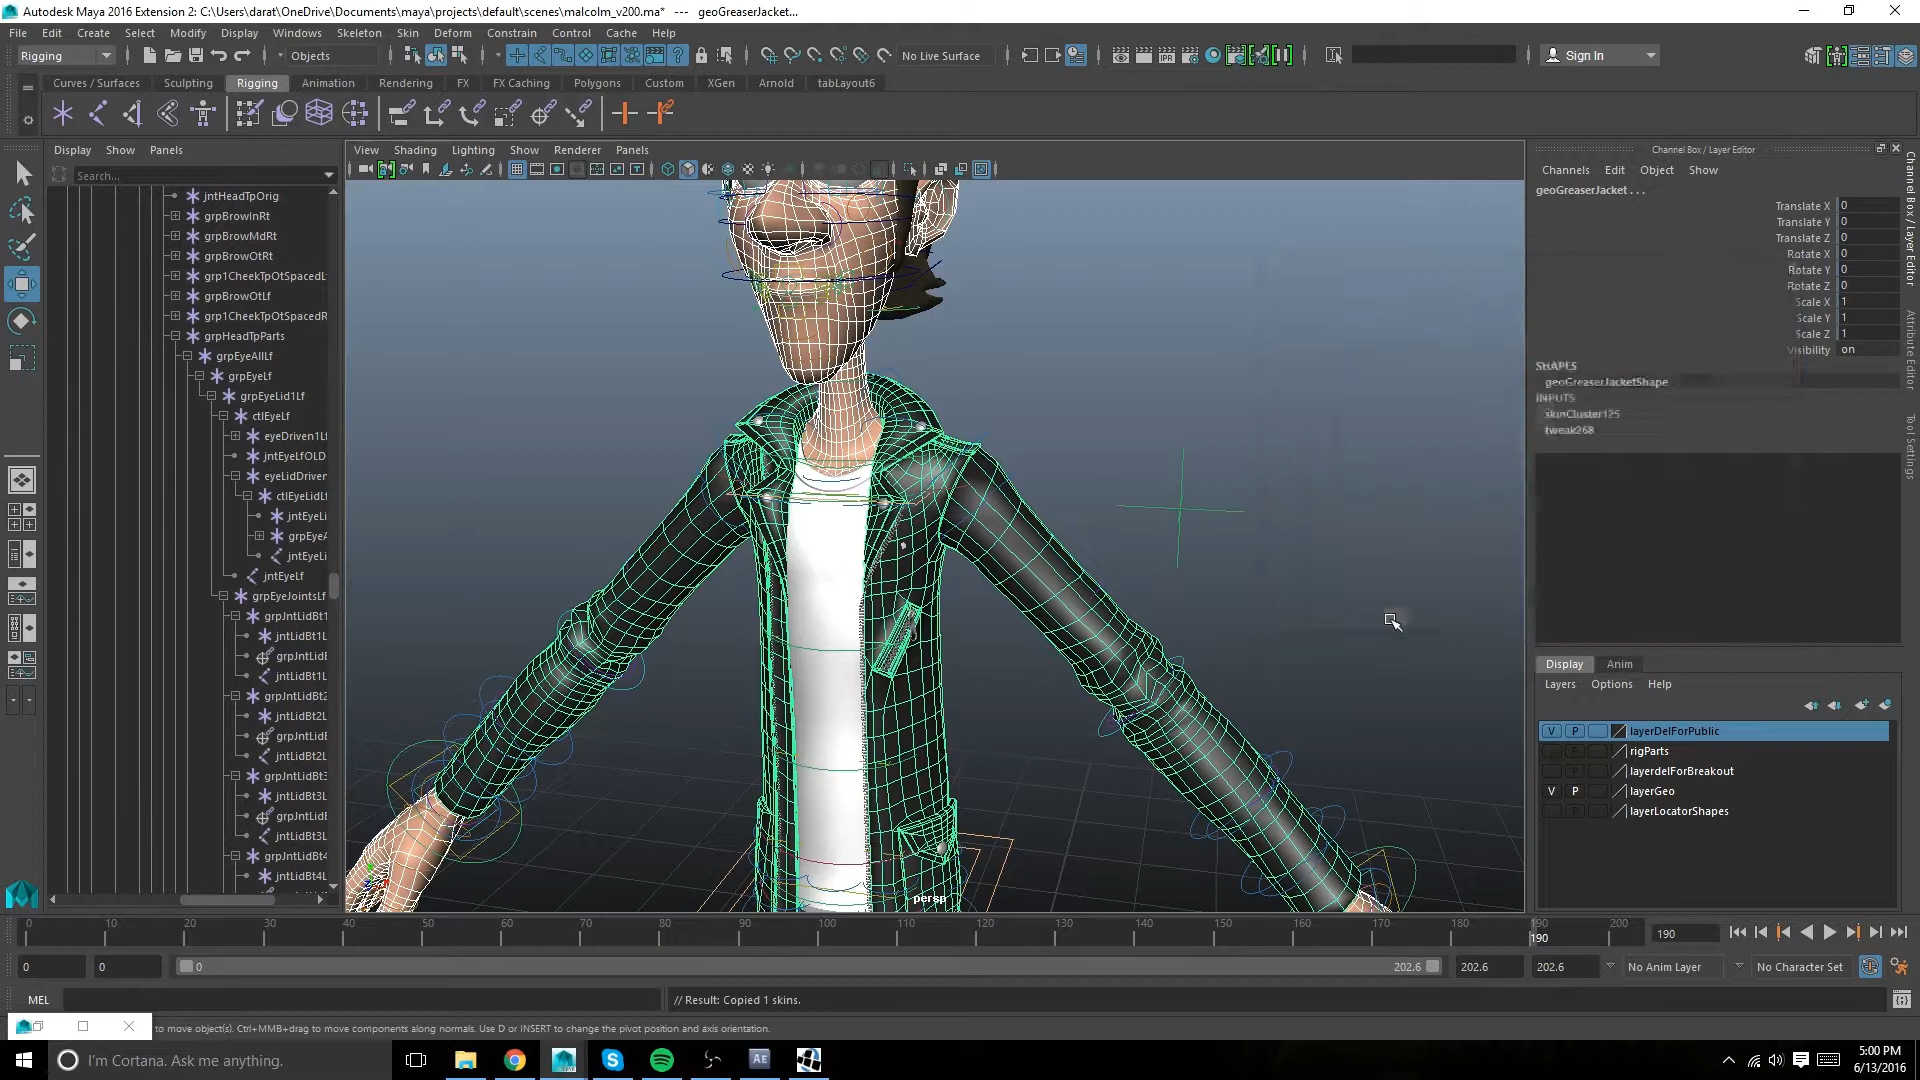 Autodesk Maya 2016 Extension 2: C:\Users\darat\OneDrive\Documents\maya\projects\default\scenes\malcolm_v200.ma* --- geoGreaserJacket...
File Edit Create Select Modify Display Windows Skeleton Skin Deform Constrain Control Cache Help
Rigging Objects No Live Surface Sign In
Curves / Surfaces Sculpting Rigging Animation Rendering FX FX Caching Polygons Custom XGen Arnold tabLayout6
Display Show Panels
Search...
jntHeadTpOrig
grpBrowInRt
grpBrowMdRt
grpBrowOtRt
grp1CheekTpOtSpacedL
grpBrowOtLf
grp1CheekTpOtSpacedR
grpHeadTpParts
grpEyeAllLf
grpEyeLf
grpEyeLid1Lf
ctlEyeLf
eyeDriven1Lf
jntEyeLfOLD
eyeLidDriven
ctlEyeLidLf
jntEyeLi
grpEyeA
jntEyeLi
jntEyeLf
grpEyeJointsLf
grpJntLidBt1
jntLidBt1L
grpJntLidB
jntLidBt1L
grpJntLidBt2
jntLidBt2L
grpJntLidB
jntLidBt2L
grpJntLidBt3
jntLidBt3L
grpJntLidB
jntLidBt3L
grpJntLidBt4
jntLidBt4L
View Shading Lighting Show Renderer Panels
persp
Channel Box / Layer Editor
Channels Edit Object Show
geoGreaserJacket . . .
Translate X 0
Translate Y 0
Translate Z 0
Rotate X 0
Rotate Y 0
Rotate Z 0
Scale X 1
Scale Y 1
Scale Z 1
Visibility on
SHAPES
geoGreaserJacketShape
INPUTS
skinCluster125
tweak268
Channel Box / Layer Editor
Attribute Editor
Tool Settings
Display Anim
Layers Options Help
V P layerDelForPublic
P rigParts
P layerdelForBreakout
V P layerGeo
P layerLocatorShapes
0 10 20 30 40 50 60 70 80 90 100 110 120 130 140 150 160 170 180 190 200
190
190
0 0 0 202.6 202.6 202.6 No Anim Layer No Character Set
MEL // Result: Copied 1 skins.
to move object(s). Ctrl+MMB+drag to move components along normals. Use D or INSERT to change the pivot position and axis orientation.
I'm Cortana. Ask me anything.
5:00 PM
6/13/2016